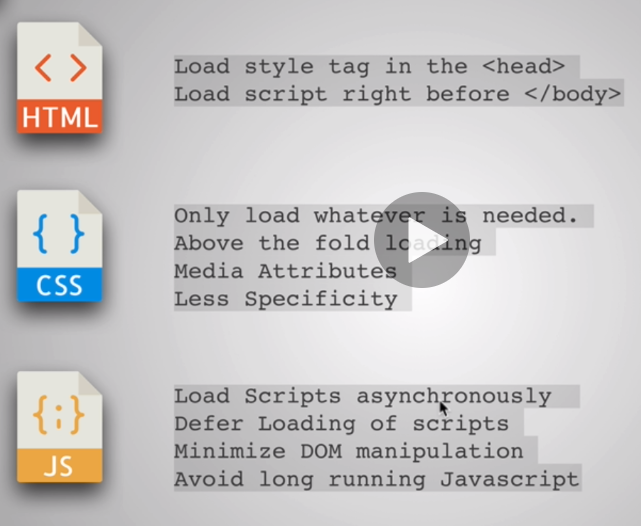 HTML
Load style tag in the <head>
Load script right before </body>
{ }
CSS
Only load whatever is needed.
Above the fold loading
Media Attributes
Less Specificity
{;}
JS
Load Scripts asynchronously
Defer Loading of scripts
Minimize DOM manipulation
Avoid long running Javascript